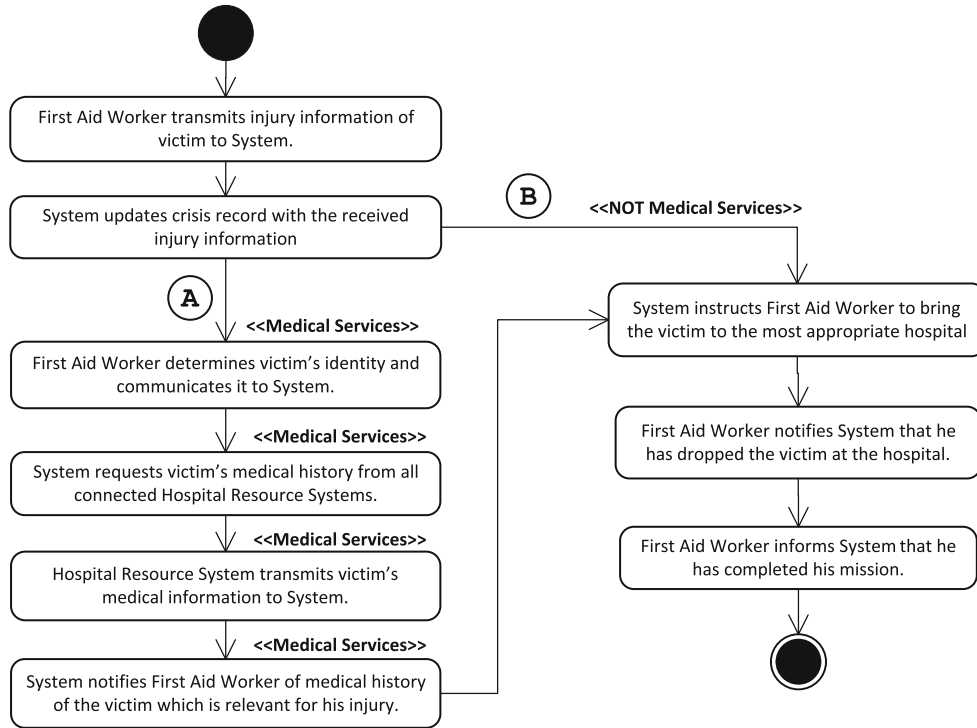 First Aid Worker transmits injury information of
victim to System.
System updates crisis record with the received
injury information
B
<<NOT Medical Services>>
A
<<Medical Services>>
First Aid Worker determines victim's identity and
communicates it to System.
<<Medical Services>>
System requests victim's medical history from all
connected Hospital Resource Systems.
<<Medical Services>>
Hospital Resource System transmits victim's
medical information to System.
<<Medical Services>>
System notifies First Aid Worker of medical history
of the victim which is relevant for his injury.
System instructs First Aid Worker to bring
the victim to the most appropriate hospital
First Aid Worker notifies System that he
has dropped the victim at the hospital.
First Aid Worker informs System that he
has completed his mission.